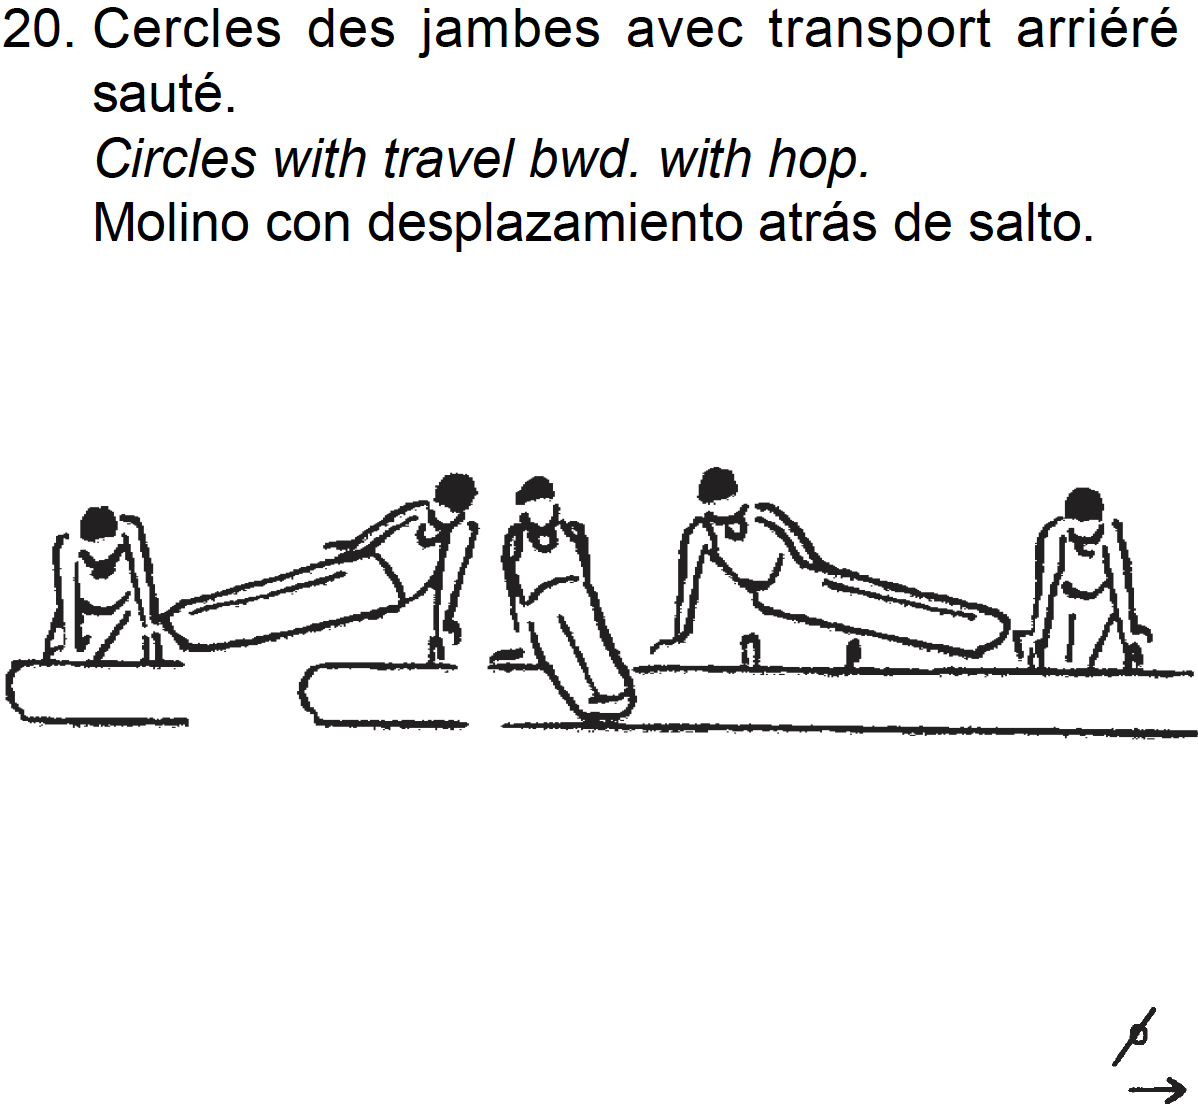 20. Cercles des jambes avec transport arriéré
sauté.
Circles with travel bwd. with hop.
Molino con desplazamiento atrás de salto.